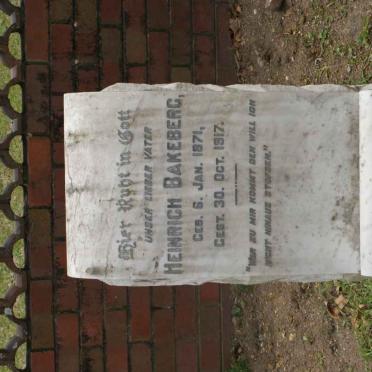 Hier Ruht in Gott
UNSER LIEBER VATER
HEINRICH BAKEBERG,
GEB. 6. JAN. 1871,
GEST. 30. OCT. 1917.
"WER ZU MIR KOMMT DEN WILL ICH
NICHT HINAUS STOSSEN."